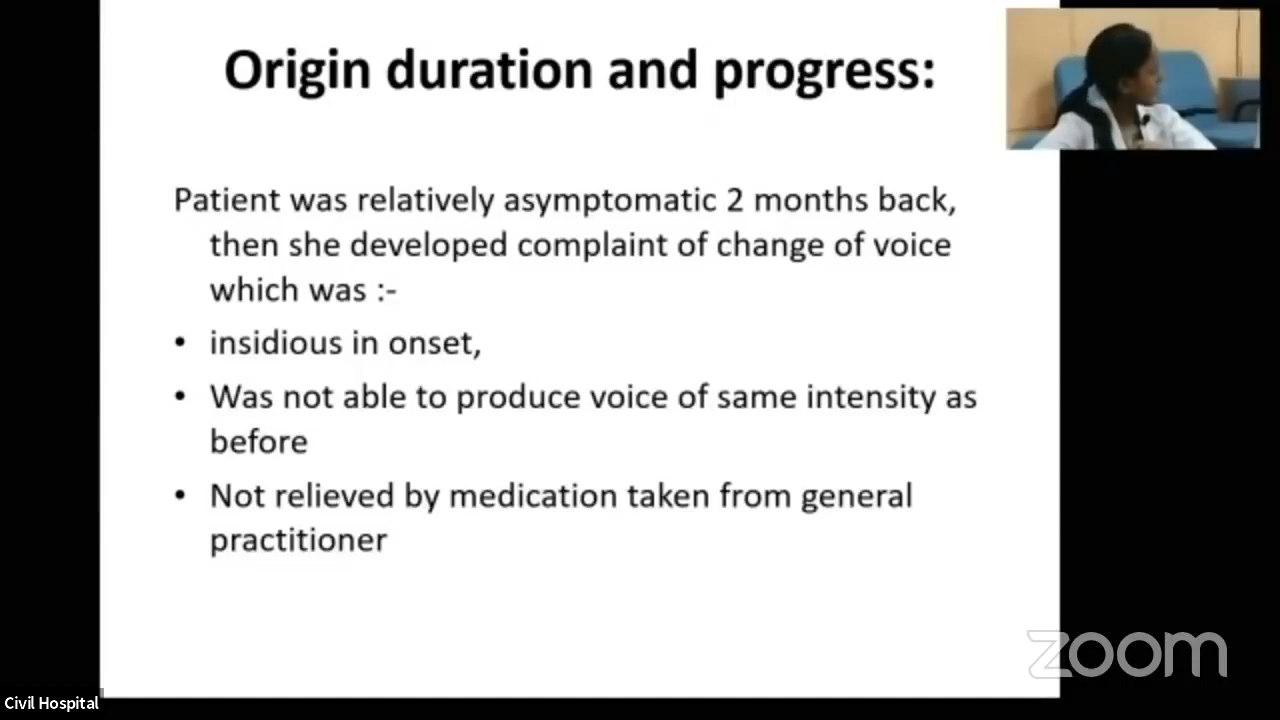 Origin duration and progress:
Patient was relatively asymptomatic 2 months back,
then she developed complaint of change of voice
which was :-
• insidious in onset,
• Was not able to produce voice of same intensity as
before
• Not relieved by medication taken from general
practitioner
zoom
Civil Hospital